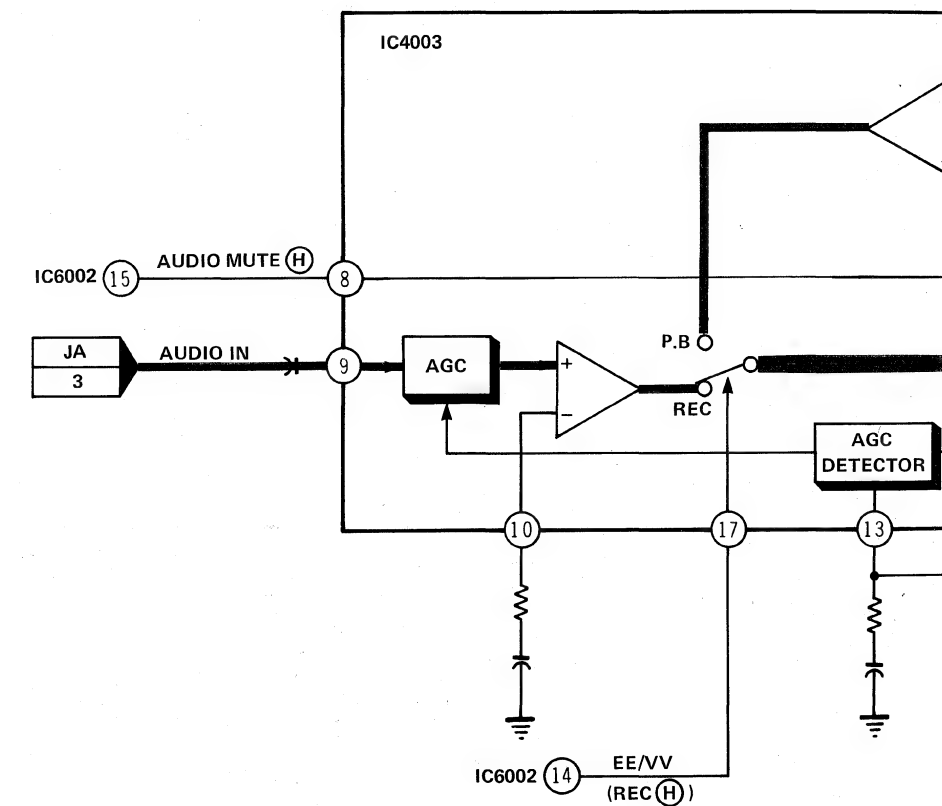 IC4003
IC6002 15 AUDIO MUTE H 8
JA
3
AUDIO IN 9
AGC
+
−
P.B
REC
AGC
DETECTOR
10
17
13
IC6002 14 EE/VV
(REC H)